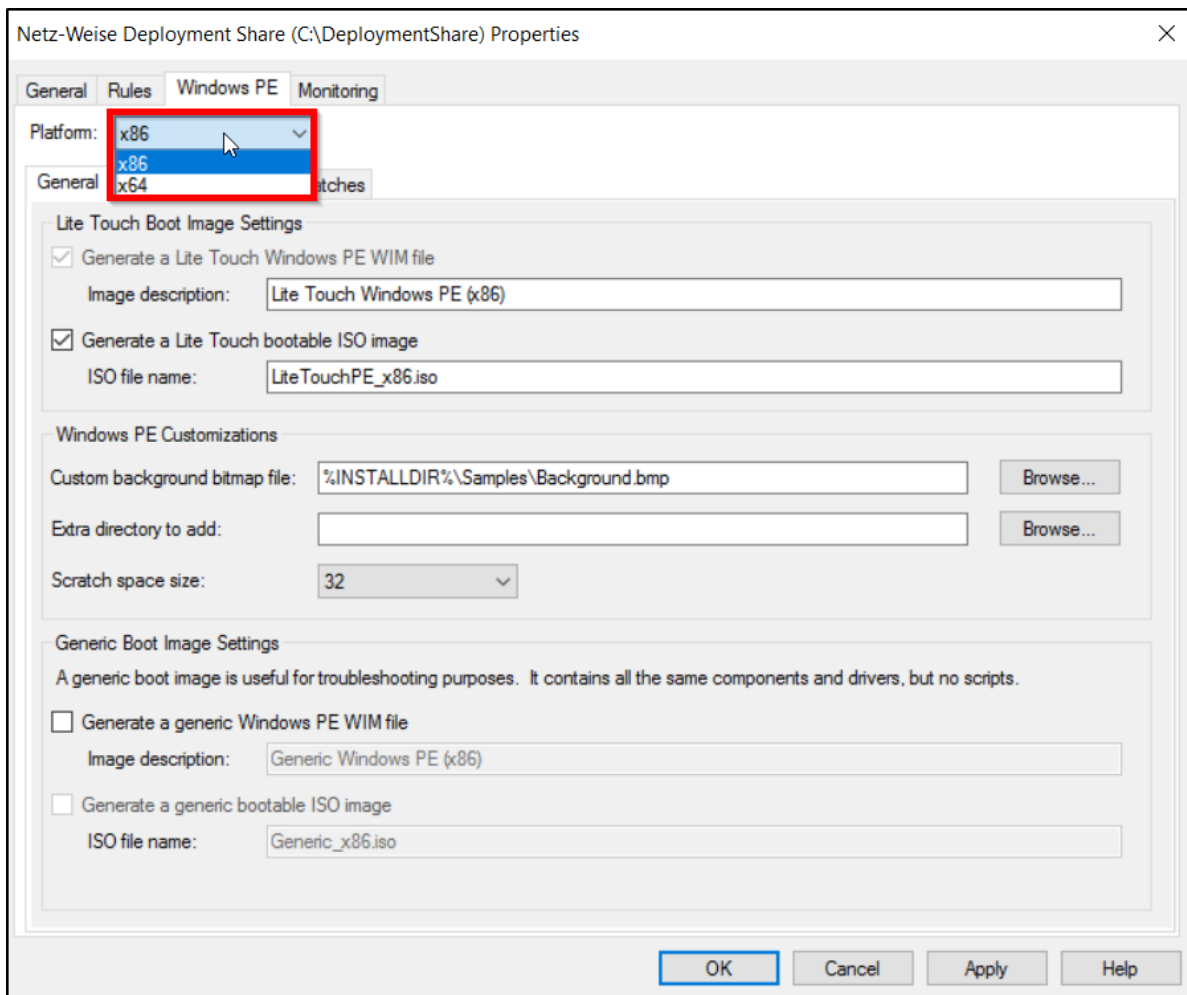 Netz-Weise Deployment Share (C:\DeploymentShare) Properties
General Rules Windows PE Monitoring
Platform: x86
x86
x64
General
Lite Touch Boot Image Settings
Generate a Lite Touch Windows PE WIM file
Image description: Lite Touch Windows PE (x86)
Generate a Lite Touch bootable ISO image
ISO file name: LiteTouchPE_x86.iso
Windows PE Customizations
Custom background bitmap file: %INSTALLDIR%\Samples\Background.bmp Browse...
Extra directory to add: Browse...
Scratch space size: 32
Generic Boot Image Settings
A generic boot image is useful for troubleshooting purposes. It contains all the same components and drivers, but no scripts.
Generate a generic Windows PE WIM file
Image description: Generic Windows PE (x86)
Generate a generic bootable ISO image
ISO file name: Generic_x86.iso
OK Cancel Apply Help